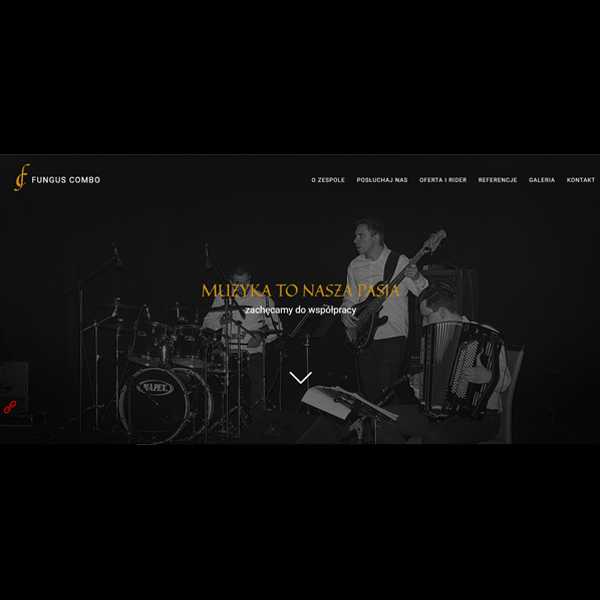 FUNGUS COMBO
O ZESPOLE POSŁUCHAJ NAS OFERTA I RIDER REFERENCJE GALERIA KONTAKT
MUZYKA TO NASZA PASJA
zachęcamy do współpracy
MAPEX